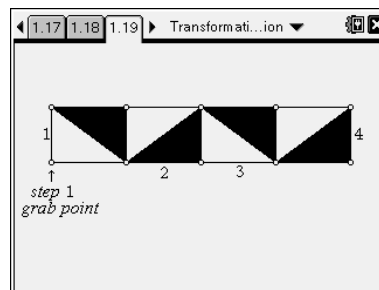 1.17 1.18 1.19 Transformati...ion
1
4
2 3
step 1
grab point